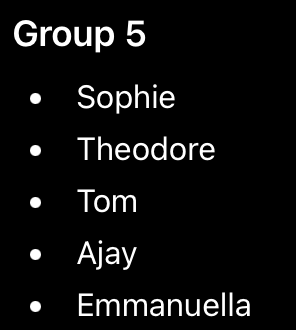 Group 5
• Sophie
• Theodore
• Tom
• Ajay
• Emmanuella